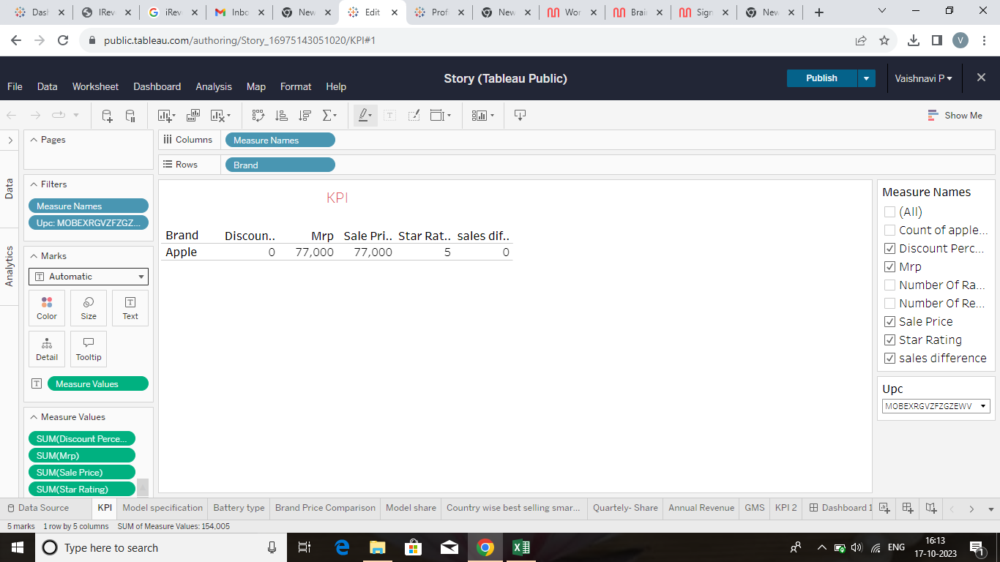 Dash
IRev
iRev
Inbo
New
Edit
Prof
New
Wor
Brai
Sign
New
public.tableau.com/authoring/Story_16975143051020/KPI#1
V
Story (Tableau Public)
Publish
Vaishnavi P
File Data Worksheet Dashboard Analysis Map Format Help
Show Me
Pages
Columns
Measure Names
Rows
Brand
Data
Analytics
Filters
Measure Names
Upc: MOBEXRGVZFZGZ...
Marks
Automatic
Color Size Text
Detail Tooltip
Measure Values
Measure Values
SUM(Discount Perce...
SUM(Mrp)
SUM(Sale Price)
SUM(Star Rating)
KPI
Brand Discoun.. Mrp Sale Pri.. Star Rat.. sales dif..
Apple 0 77,000 77,000 5 0
Measure Names
(All)
Count of apple...
Discount Perc...
Mrp
Number Of Ra...
Number Of Re...
Sale Price
Star Rating
sales difference
Upc
MOBEXRGVZFZGZEWV
Data Source KPI Model specification Battery type Brand Price Comparison Model share Country wise best selling smar... Quartely- Share Annual Revenue GMS KPI 2 Dashboard 1
5 marks 1 row by 5 columns SUM of Measure Values: 154,005
Type here to search
ENG
16:13
17-10-2023
1